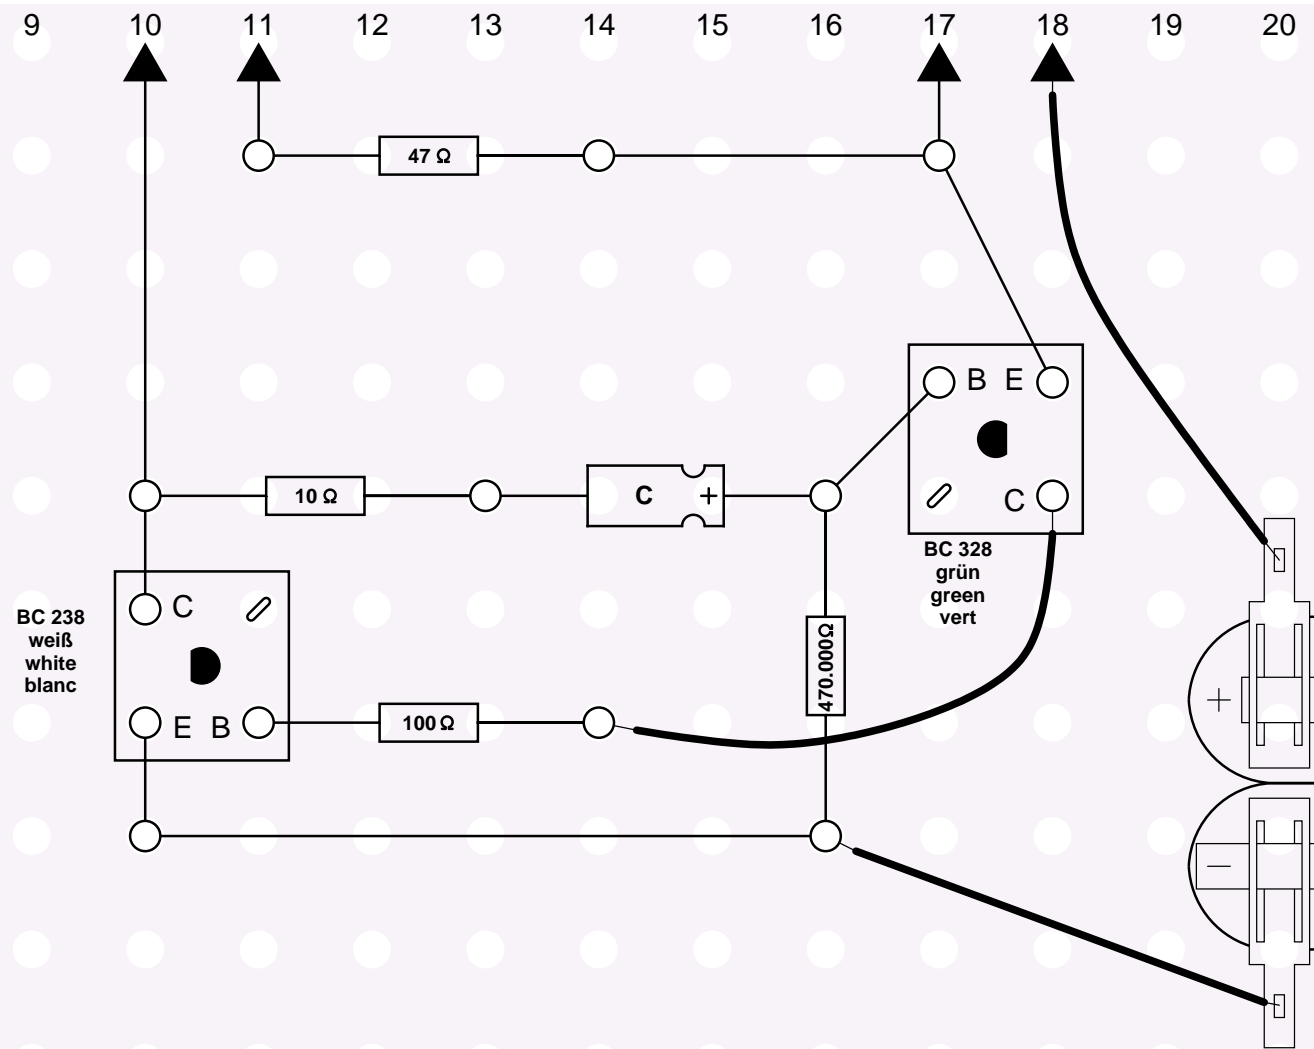 9 10 11 12 13 14 15 16 17 18 19 20
47 Ω
B E
10 Ω
C +
C
BC 328
grün
green
vert
C
BC 238
weiß
white
blanc
470.000Ω
+
E B
100 Ω
—